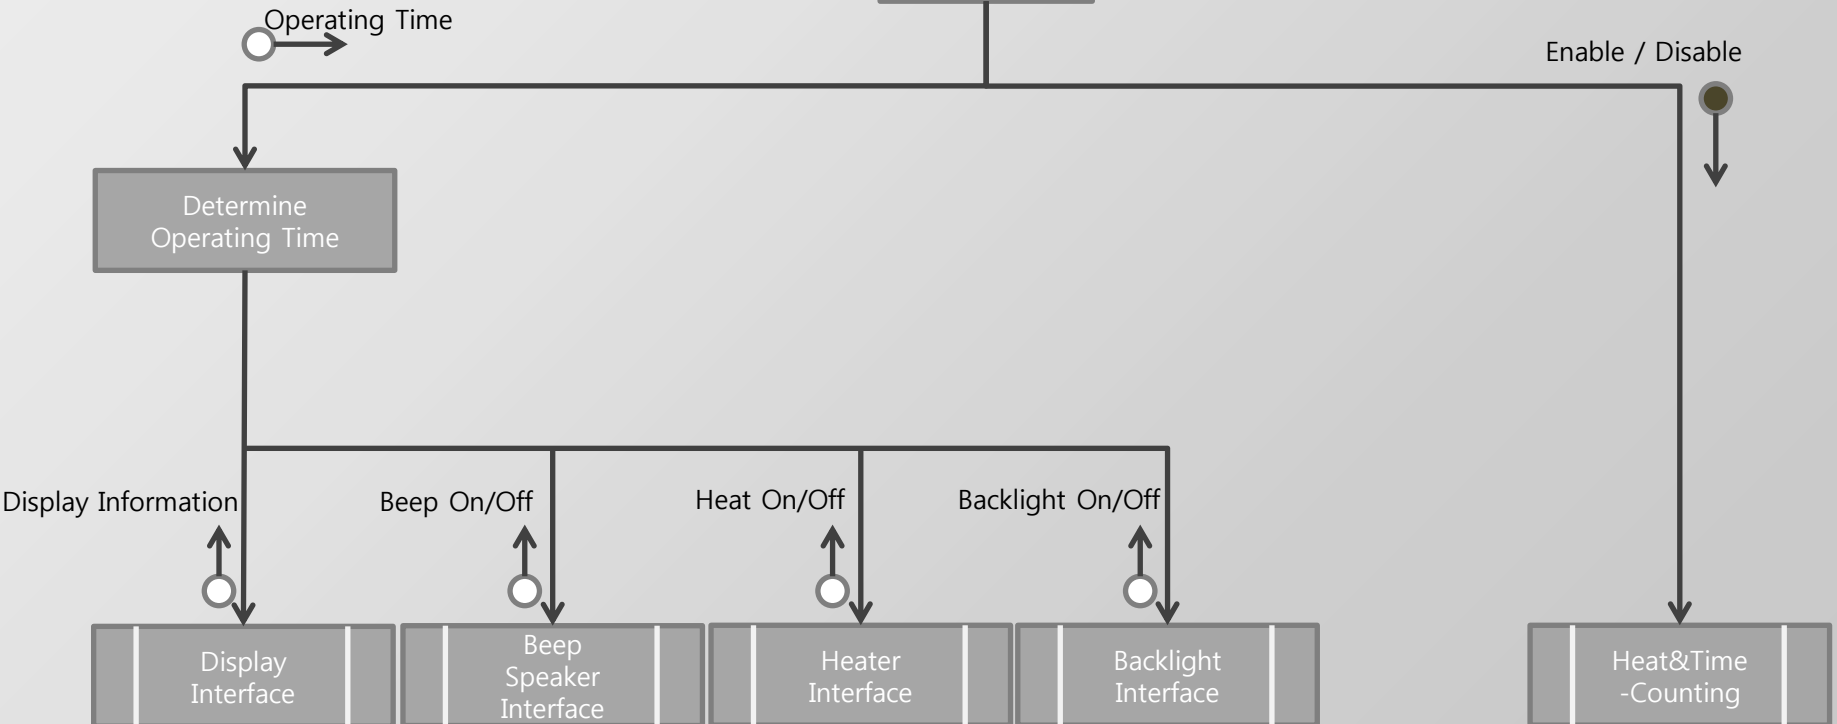 Operating Time
Enable / Disable
Determine
Operating Time
Display Information
Beep On/Off
Heat On/Off
Backlight On/Off
Display
Interface
Beep
Speaker
Interface
Heater
Interface
Backlight
Interface
Heat&Time
-Counting